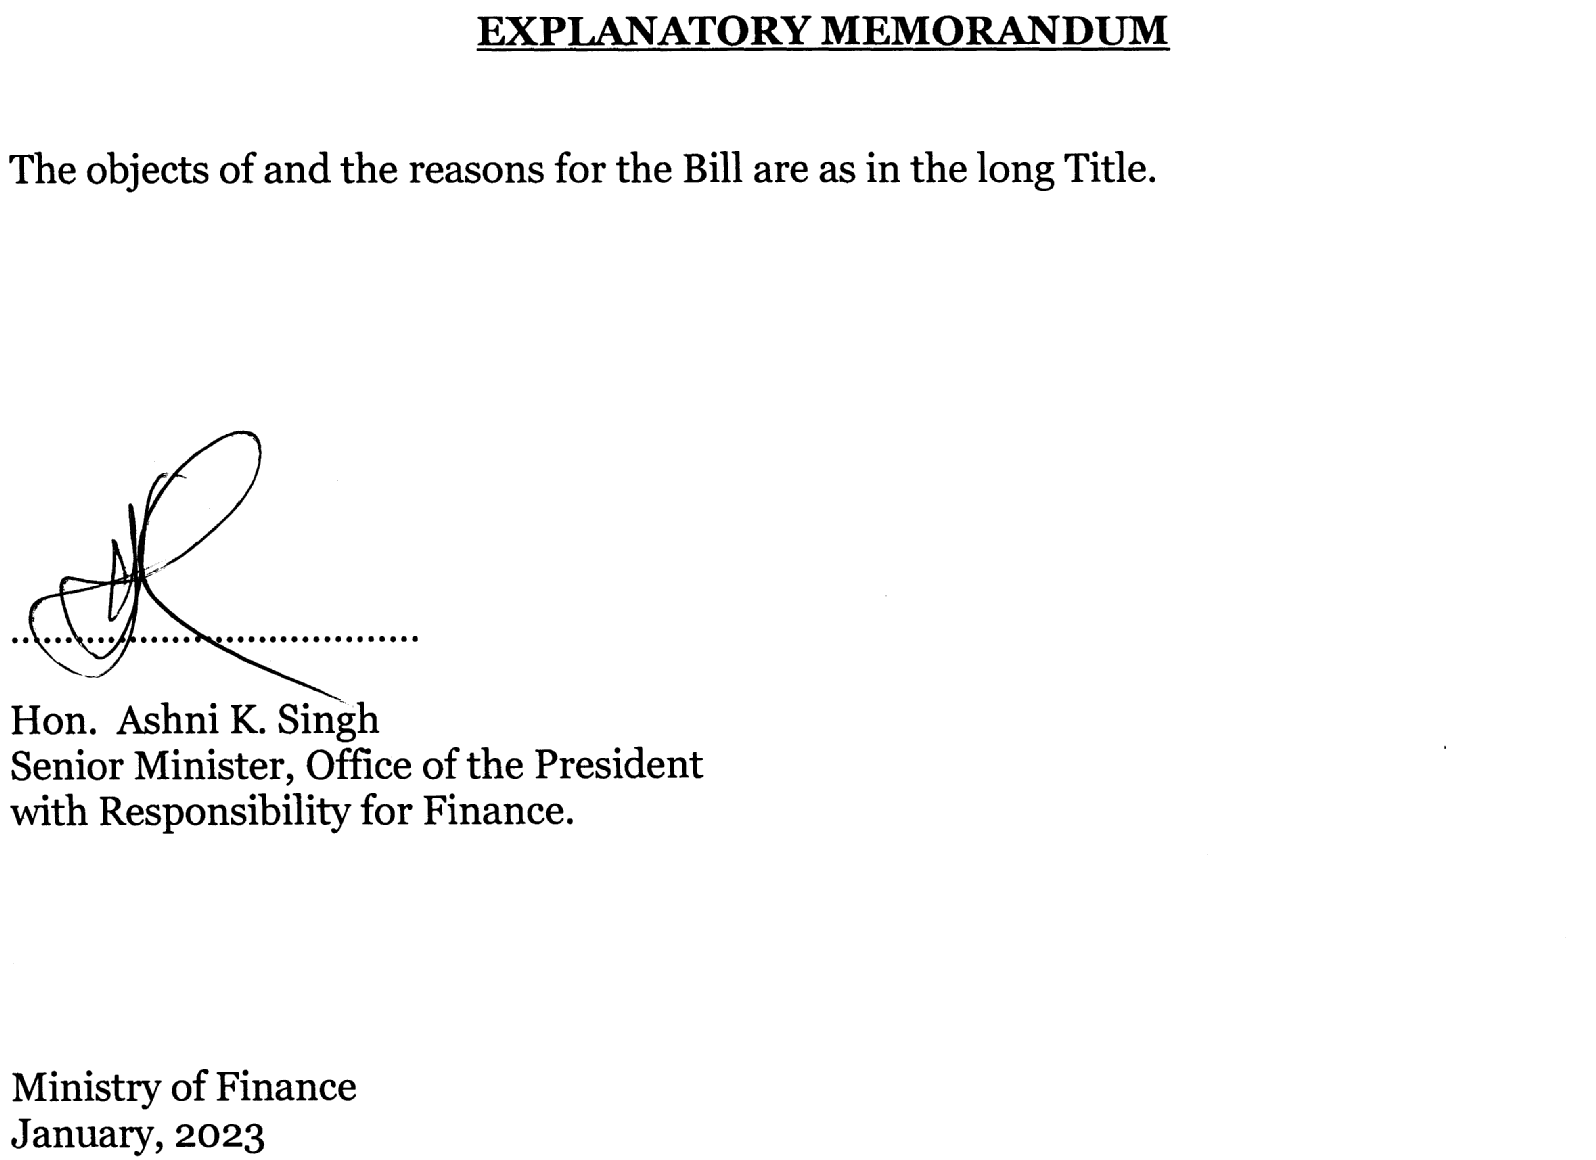 EXPLANATORY MEMORANDUM
The objects of and the reasons for the Bill are as in the long Title.
Hon. Ashni K. Singh
Senior Minister, Office of the President
with Responsibility for Finance.
Ministry of Finance
January, 2023